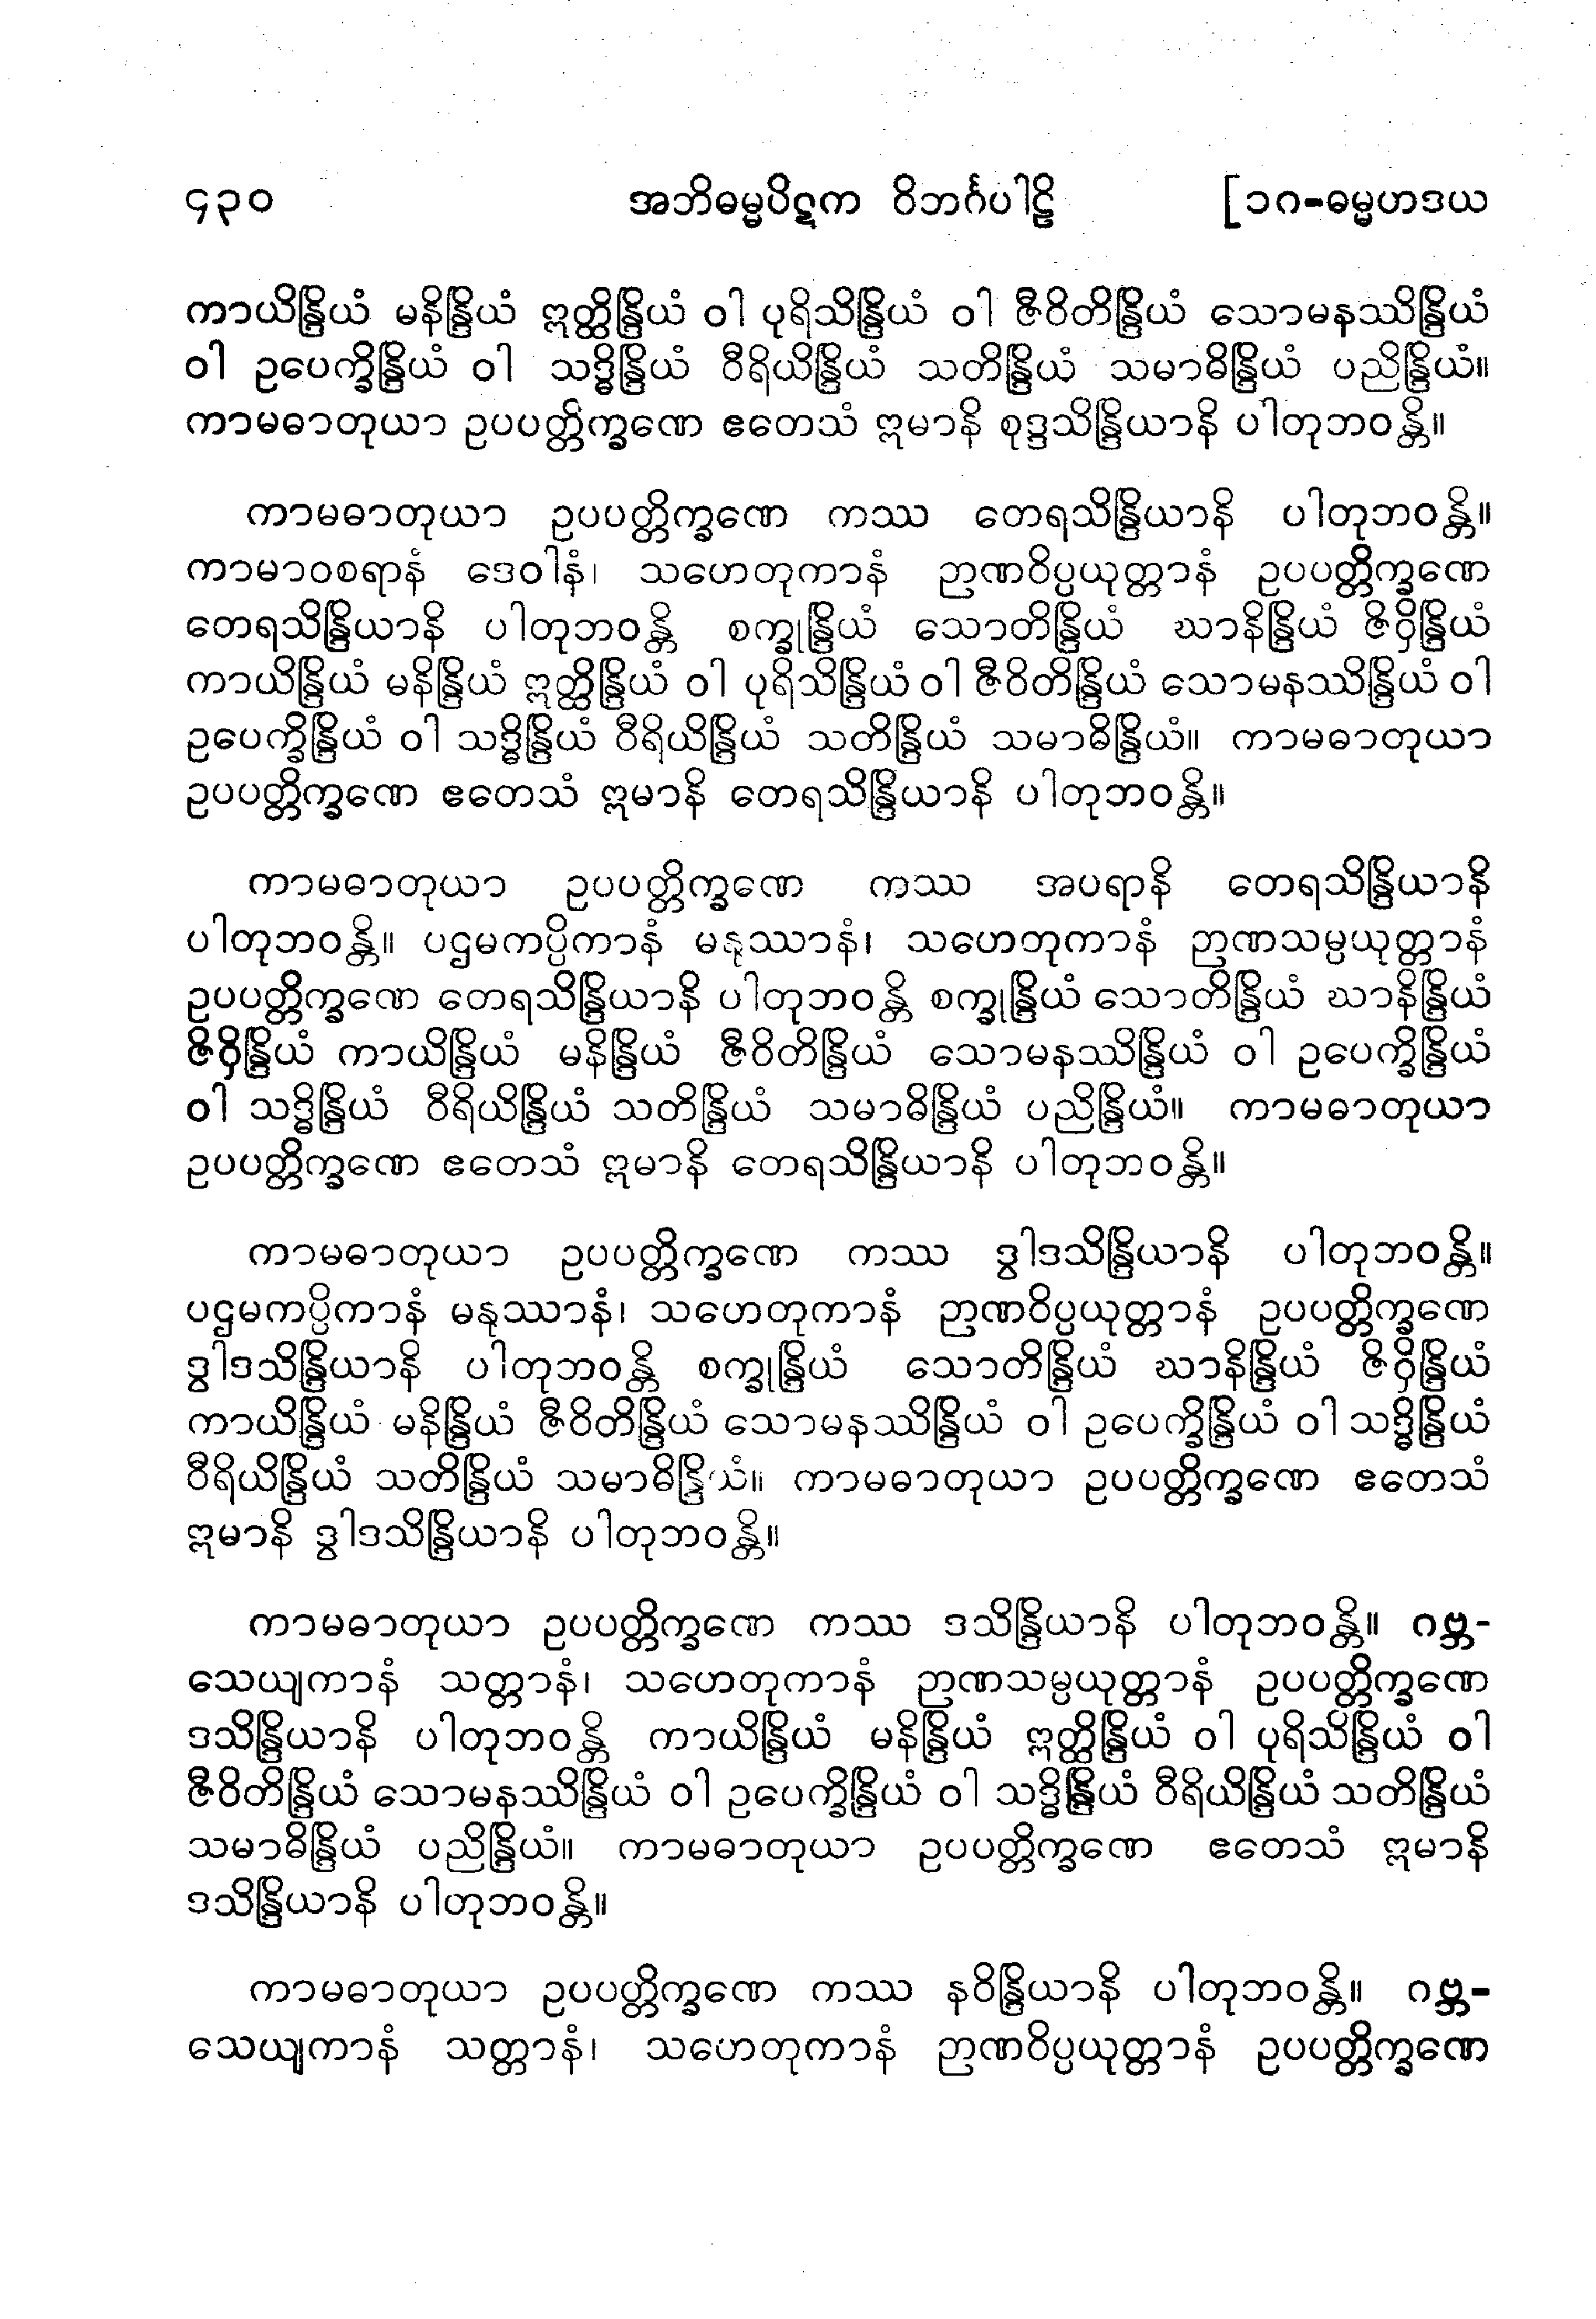 ၄၃၀ အဘိဓမ္မပိဋက ဝိဘင်္ဂပါဠိ [၁ဂ-ဓမ္မဟဒယ
ကာယိန္ဒြိယံ မနိန္ဒြိယံ ဣတ္ထိန္ဒြိယံ ဝါ ပုရိသိန္ဒြိယံ ဝါ ဇီဝိတိန္ဒြိယံ သောမနဿိန္ဒြိယံ
ဝါ ဥပေက္ခိန္ဒြိယံ ဝါ သဒ္ဓိန္ဒြိယံ ဝီရိယိန္ဒြိယံ သတိန္ဒြိယံ သမာဓိန္ဒြိယံ ပညိန္ဒြိယံ။
ကာမဓာတုယာ ဥပပတ္တိက္ခဏေ ဧတေသံ ဣမာနိ စုဒ္ဒသိန္ဒြိယာနိ ပါတုဘဝန္တိ။
ကာမဓာတုယာ ဥပပတ္တိက္ခဏေ ကဿ တေရသိန္ဒြိယာနိ ပါတုဘဝန္တိ။
ကာမာဝစရာနံ ဒေဝါနံ၊ သဟေတုကာနံ ဉာဏဝိပ္ပယုတ္တာနံ ဥပပတ္တိက္ခဏေ
တေရသိန္ဒြိယာနိ ပါတုဘဝန္တိ စက္ခုန္ဒြိယံ သောတိန္ဒြိယံ ဃာနိန္ဒြိယံ ဇိဝှိန္ဒြိယံ
ကာယိန္ဒြိယံ မနိန္ဒြိယံ ဣတ္ထိန္ဒြိယံ ဝါ ပုရိသိန္ဒြိယံ ဝါ ဇီဝိတိန္ဒြိယံ သောမနဿိန္ဒြိယံ ဝါ
ဥပေက္ခိန္ဒြိယံ ဝါ သဒ္ဓိန္ဒြိယံ ဝီရိယိန္ဒြိယံ သတိန္ဒြိယံ သမာဓိန္ဒြိယံ။ ကာမဓာတုယာ
ဥပပတ္တိက္ခဏေ ဧတေသံ ဣမာနိ တေရသိန္ဒြိယာနိ ပါတုဘဝန္တိ။
ကာမဓာတုယာ ဥပပတ္တိက္ခဏေ ကဿ အပရာနိ တေရသိန္ဒြိယာနိ
ပါတုဘဝန္တိ။ ပဌမကပ္ပိကာနံ မနုဿာနံ၊ သဟေတုကာနံ ဉာဏသမ္ပယုတ္တာနံ
ဥပပတ္တိက္ခဏေ တေရသိန္ဒြိယာနိ ပါတုဘဝန္တိ စက္ခုန္ဒြိယံ သောတိန္ဒြိယံ ဃာနိန္ဒြိယံ
ဇိဝှိန္ဒြိယံ ကာယိန္ဒြိယံ မနိန္ဒြိယံ ဇီဝိတိန္ဒြိယံ သောမနဿိန္ဒြိယံ ဝါ ဥပေက္ခိန္ဒြိယံ
ဝါ သဒ္ဓိန္ဒြိယံ ဝီရိယိန္ဒြိယံ သတိန္ဒြိယံ သမာဓိန္ဒြိယံ ပညိန္ဒြိယံ။ ကာမဓာတုယာ
ဥပပတ္တိက္ခဏေ ဧတေသံ ဣမာနိ တေရသိန္ဒြိယာနိ ပါတုဘဝန္တိ။
ကာမဓာတုယာ ဥပပတ္တိက္ခဏေ ကဿ ဒွါဒသိန္ဒြိယာနိ ပါတုဘဝန္တိ။
ပဌမကပ္ပိကာနံ မနုဿာနံ၊ သဟေတုကာနံ ဉာဏဝိပ္ပယုတ္တာနံ ဥပပတ္တိက္ခဏေ
ဒွါဒသိန္ဒြိယာနိ ပါတုဘဝန္တိ စက္ခုန္ဒြိယံ သောတိန္ဒြိယံ ဃာနိန္ဒြိယံ ဇိဝှိန္ဒြိယံ
ကာယိန္ဒြိယံ မနိန္ဒြိယံ ဇီဝိတိန္ဒြိယံ သောမနဿိန္ဒြိယံ ဝါ ဥပေက္ခိန္ဒြိယံ ဝါ သဒ္ဓိန္ဒြိယံ
ဝီရိယိန္ဒြိယံ သတိန္ဒြိယံ သမာဓိန္ဒြိယံ။ ကာမဓာတုယာ ဥပပတ္တိက္ခဏေ ဧတေသံ
ဣမာနိ ဒွါဒသိန္ဒြိယာနိ ပါတုဘဝန္တိ။
ကာမဓာတုယာ ဥပပတ္တိက္ခဏေ ကဿ ဒသိန္ဒြိယာနိ ပါတုဘဝန္တိ။ ဂဗ္ဘ-
သေယျကာနံ သတ္တာနံ၊ သဟေတုကာနံ ဉာဏသမ္ပယုတ္တာနံ ဥပပတ္တိက္ခဏေ
ဒသိန္ဒြိယာနိ ပါတုဘဝန္တိ ကာယိန္ဒြိယံ မနိန္ဒြိယံ ဣတ္ထိန္ဒြိယံ ဝါ ပုရိသိန္ဒြိယံ ဝါ
ဇီဝိတိန္ဒြိယံ သောမနဿိန္ဒြိယံ ဝါ ဥပေက္ခိန္ဒြိယံ ဝါ သဒ္ဓိန္ဒြိယံ ဝီရိယိန္ဒြိယံ သတိန္ဒြိယံ
သမာဓိန္ဒြိယံ ပညိန္ဒြိယံ။ ကာမဓာတုယာ ဥပပတ္တိက္ခဏေ ဧတေသံ ဣမာနိ
ဒသိန္ဒြိယာနိ ပါတုဘဝန္တိ။
ကာမဓာတုယာ ဥပပတ္တိက္ခဏေ ကဿ နဝိန္ဒြိယာနိ ပါတုဘဝန္တိ။ ဂဗ္ဘ-
သေယျကာနံ သတ္တာနံ၊ သဟေတုကာနံ ဉာဏဝိပ္ပယုတ္တာနံ ဥပပတ္တိက္ခဏေ